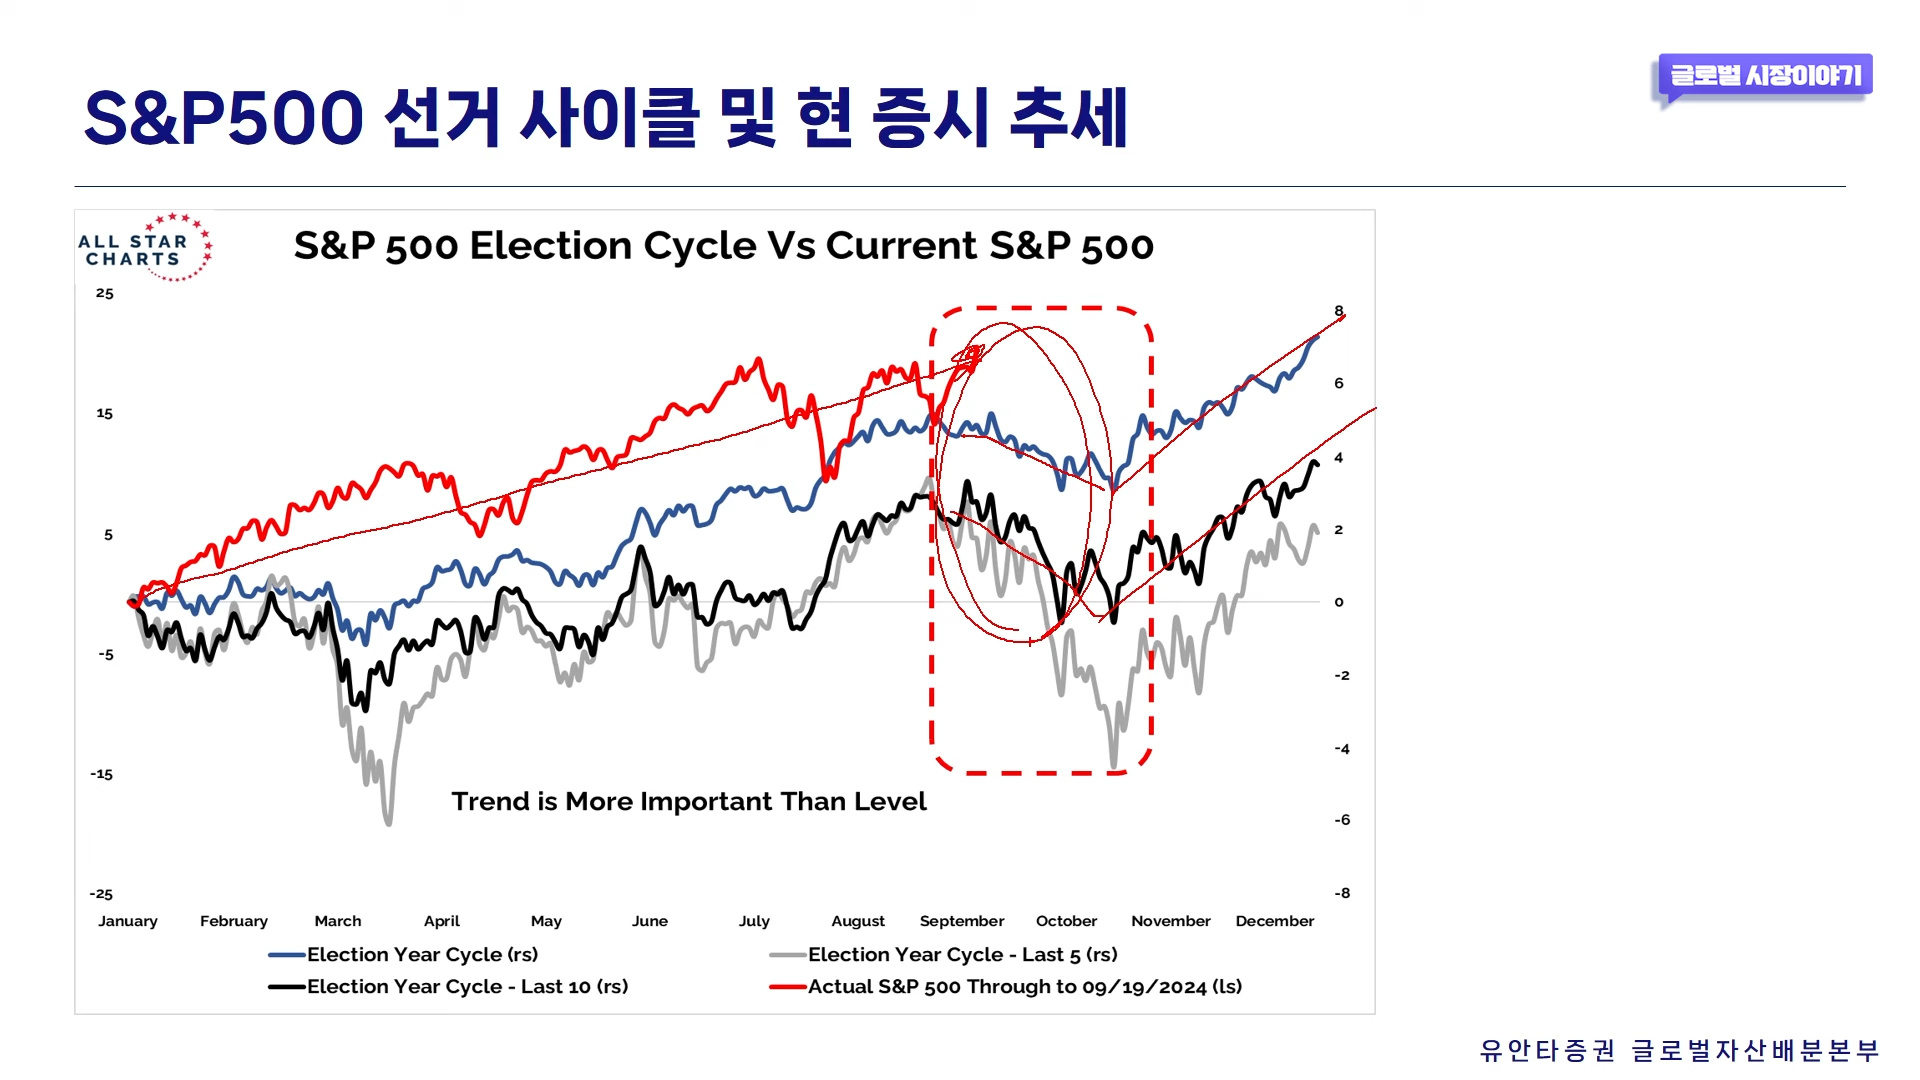 글로벌 시장이야기
S&P500 선거 사이클 및 현 증시 추세
ALL STAR
CHARTS
S&P 500 Election Cycle Vs Current S&P 500
25
15
5
-5
-15
-25
8
6
4
2
0
-2
-4
-6
-8
Trend is More Important Than Level
January February March April May June July August September October November December
Election Year Cycle (rs) Election Year Cycle - Last 5 (rs)
Election Year Cycle - Last 10 (rs) Actual S&P 500 Through to 09/19/2024 (ls)
유안타증권 글로벌자산배분본부